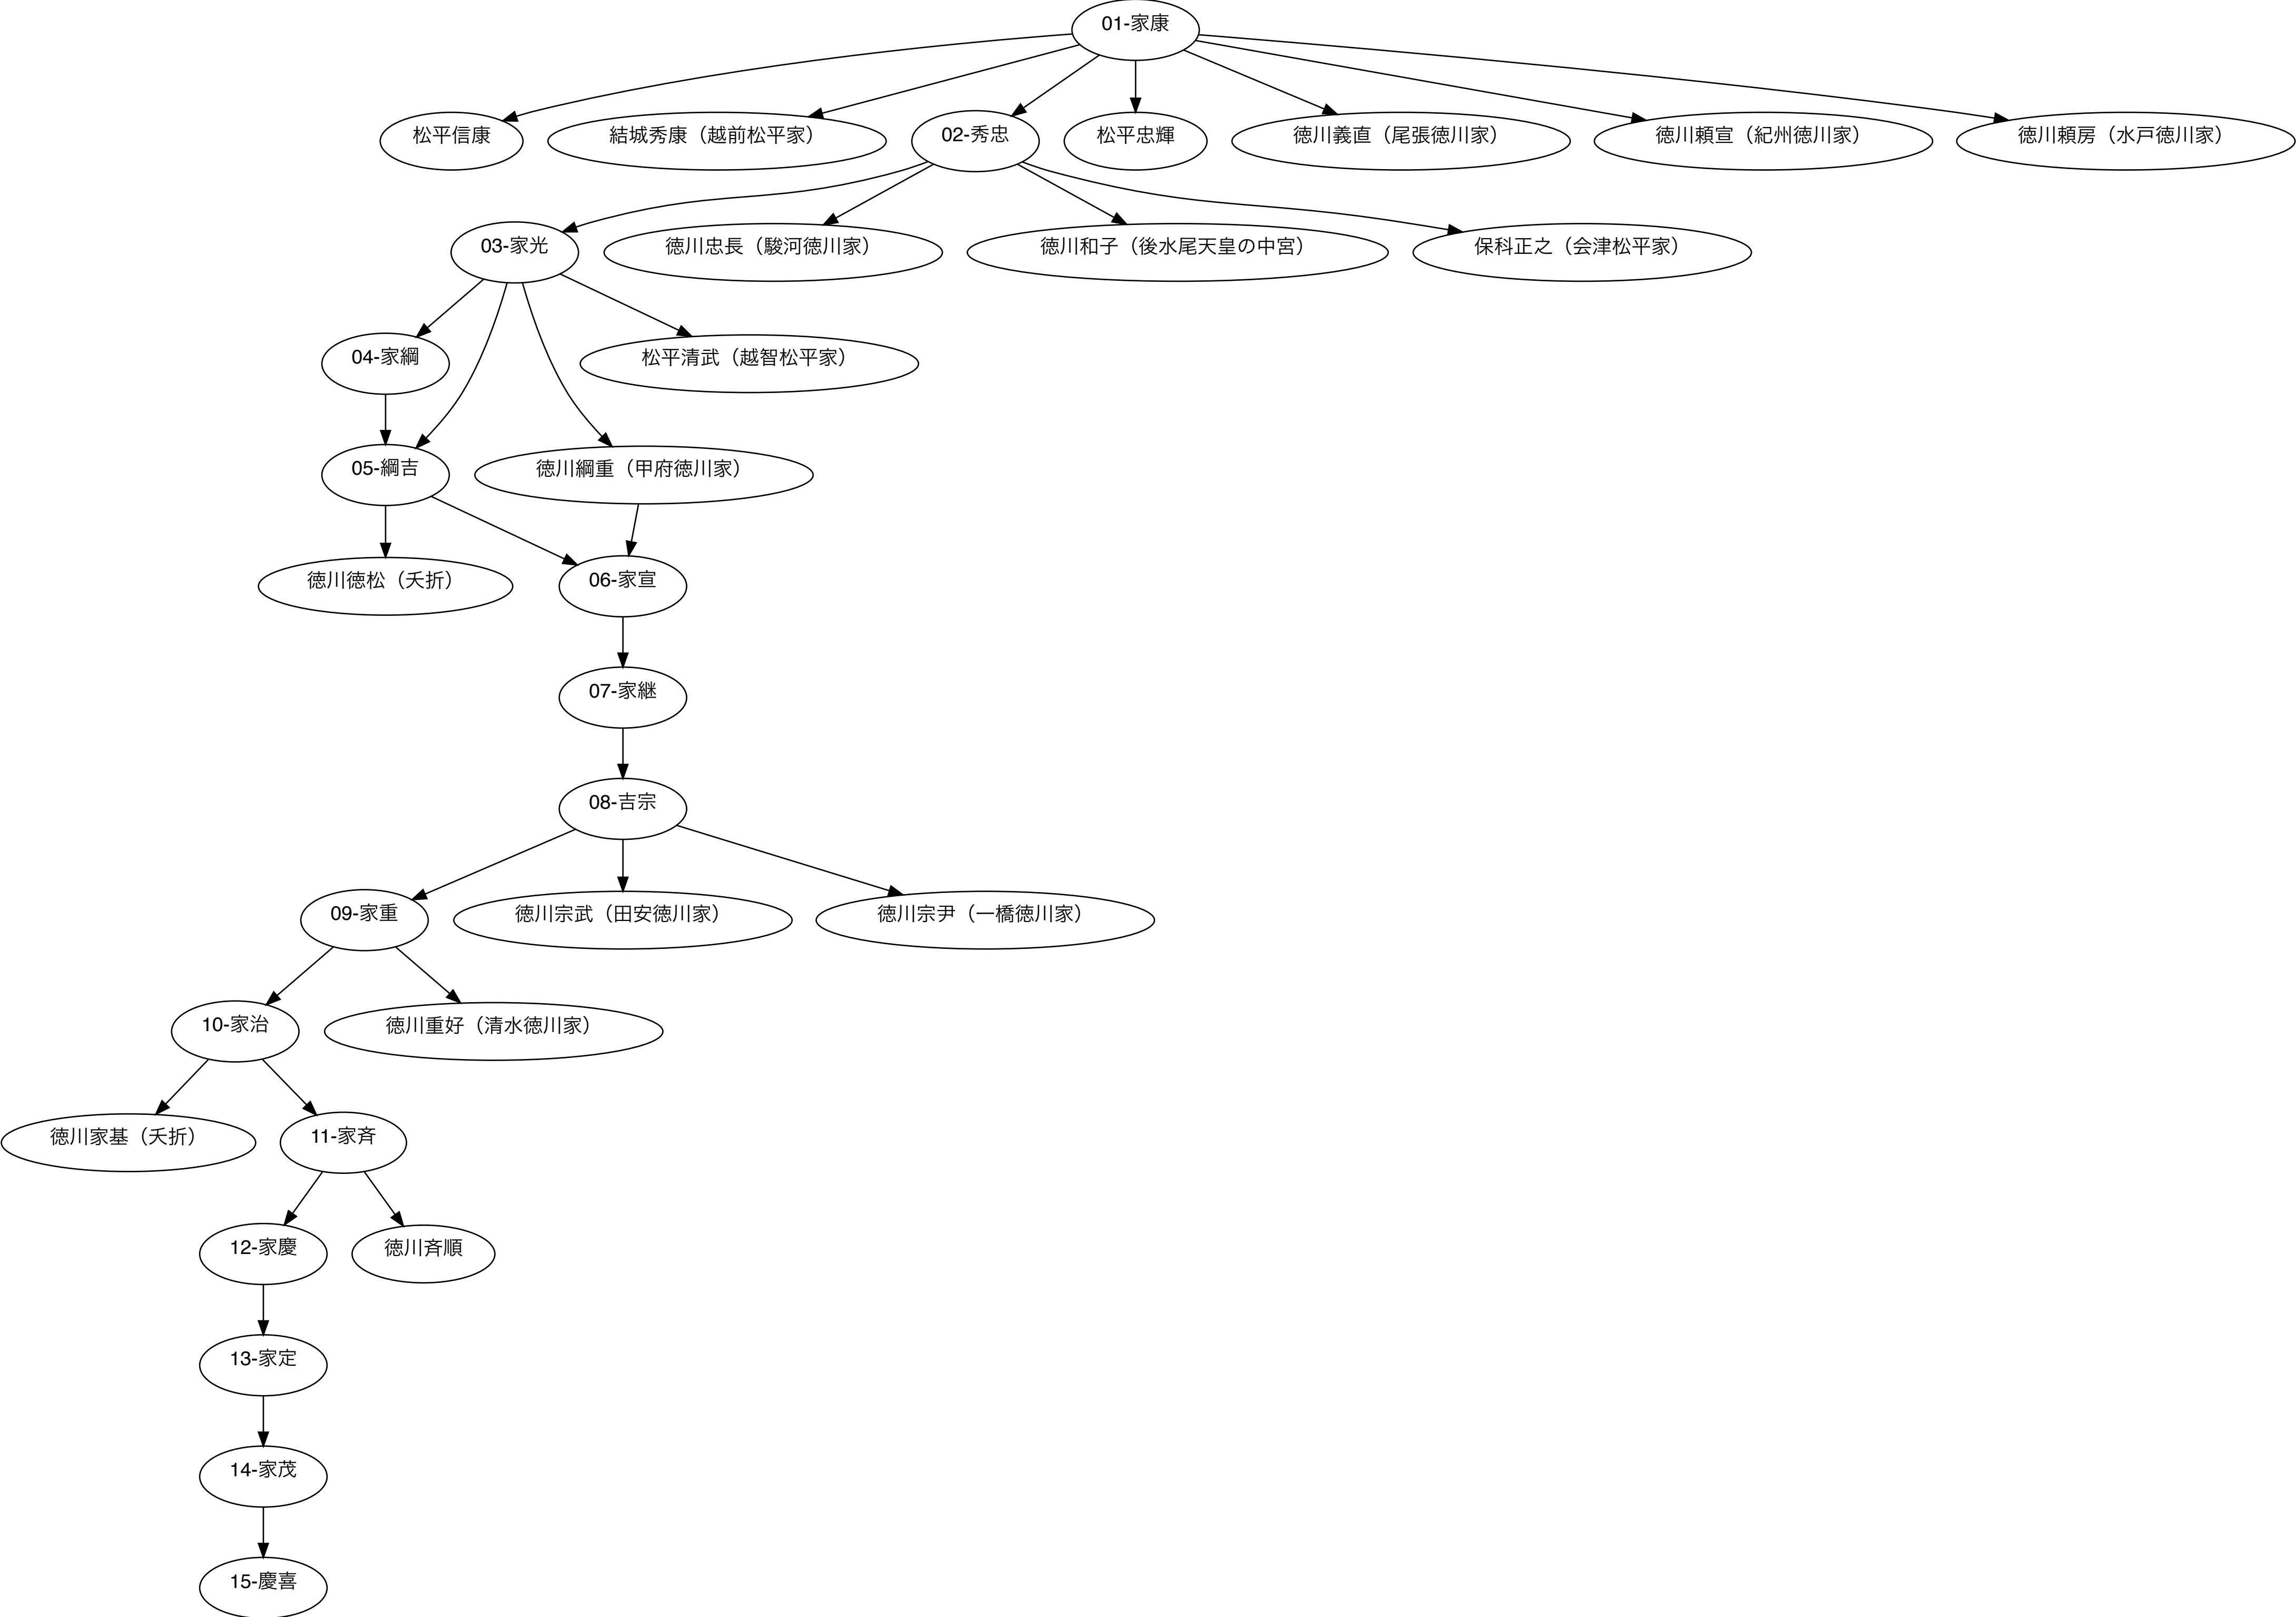 01-家康
松平信康
結城秀康（越前松平家）
02-秀忠
松平忠輝
徳川義直（尾張徳川家）
徳川頼宣（紀州徳川家）
徳川頼房（水戸徳川家）
03-家光
徳川忠長（駿河徳川家）
徳川和子（後水尾天皇の中宮）
保科正之（会津松平家）
04-家綱
松平清武（越智松平家）
05-綱吉
徳川綱重（甲府徳川家）
徳川徳松（夭折）
06-家宣
07-家継
08-吉宗
09-家重
徳川宗武（田安徳川家）
徳川宗尹（一橋徳川家）
10-家治
徳川重好（清水徳川家）
徳川家基（夭折）
11-家斉
12-家慶
徳川斉順
13-家定
14-家茂
15-慶喜